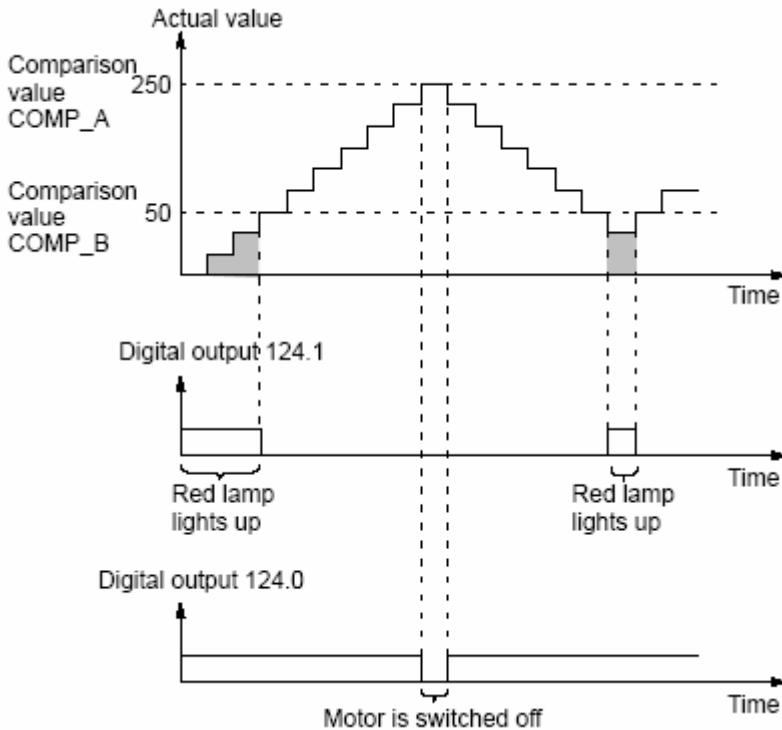 Actual value
Comparison
value
COMP_A
250
Comparison
value
COMP_B
50
Time
Digital output 124.1
Time
Red lamp
lights up
Red lamp
lights up
Digital output 124.0
Time
Motor is switched off